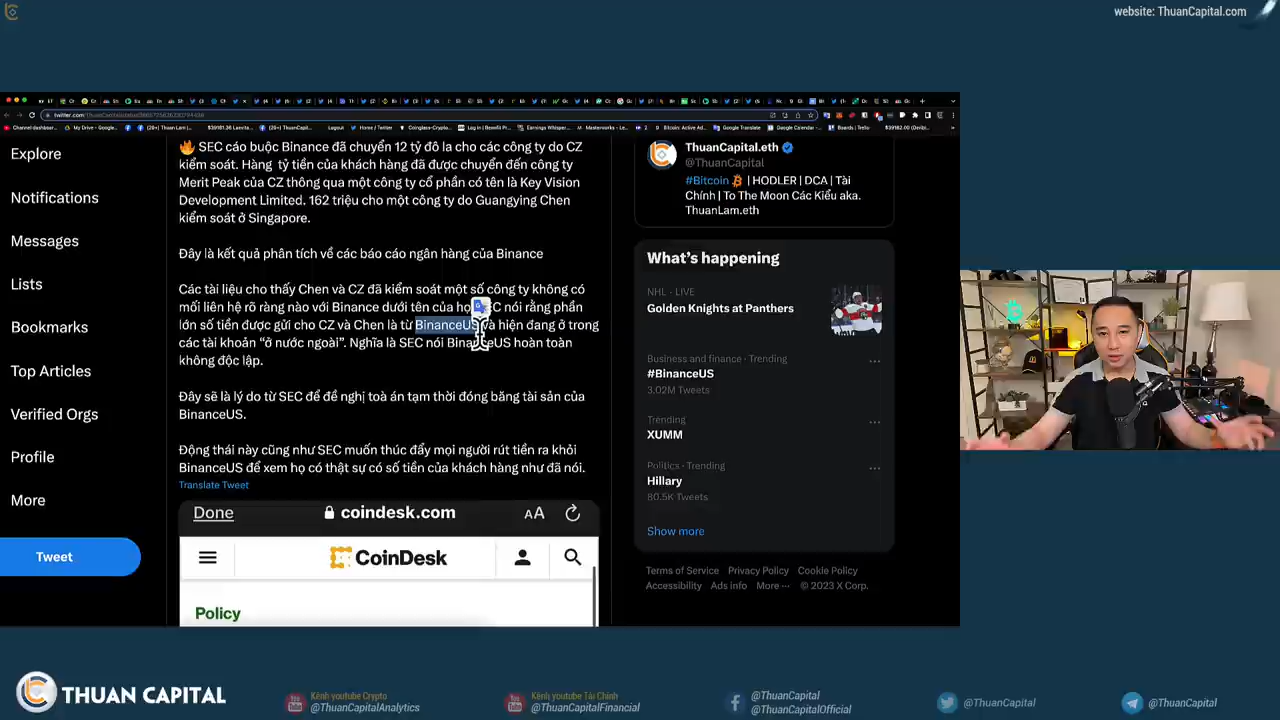 website: ThuanCapital.com
Explore
Notifications
Messages
Lists
Bookmarks
Top Articles
Verified Orgs
Profile
More
Tweet
🔥 SEC cáo buộc Binance đã chuyển 12 tỷ đô la cho các công ty do CZ
kiểm soát. Hàng tỷ tiền của khách hàng đã được chuyển đến công ty
Merit Peak của CZ thông qua một công ty cổ phần có tên là Key Vision
Development Limited. 162 triệu cho một công ty do Guangying Chen
kiểm soát ở Singapore.
Đây là kết quả phân tích về các báo cáo ngân hàng của Binance
Các tài liệu cho thấy Chen và CZ đã kiểm soát một số công ty không có
mối liên hệ rõ ràng nào với Binance dưới tên của họ. SEC nói rằng phần
lớn số tiền được gửi cho CZ và Chen là từ BinanceUS và hiện đang ở trong
các tài khoản “ở nước ngoài”. Nghĩa là SEC nói BinanceUS hoàn toàn
không độc lập.
Đây sẽ là lý do từ SEC để đề nghị toà án tạm thời đóng băng tài sản của
BinanceUS.
Động thái này cũng như SEC muốn thúc đẩy mọi người rút tiền ra khỏi
BinanceUS để xem họ có thật sự có số tiền của khách hàng như đã nói.
Translate Tweet
Done
coindesk.com
AA
CoinDesk
Policy
ThuanCapital.eth
@ThuanCapital
#Bitcoin | HODLER | DCA | Tài
Chính | To The Moon Các Kiểu aka.
ThuanLam.eth
What's happening
NHL · LIVE
Golden Knights at Panthers
Business and finance · Trending
#BinanceUS
3.02M Tweets
Trending
XUMM
Politics · Trending
Hillary
80.5K Tweets
Show more
Terms of Service Privacy Policy Cookie Policy
Accessibility Ads info More ··· © 2023 X Corp.
THUAN CAPITAL
Kênh youtube Crypto
@ThuanCapitalAnalytics
Kênh youtube Tài Chính
@ThuanCapitalFinancial
@ThuanCapital
@ThuanCapitalOfficial
@ThuanCapital
@ThuanCapital